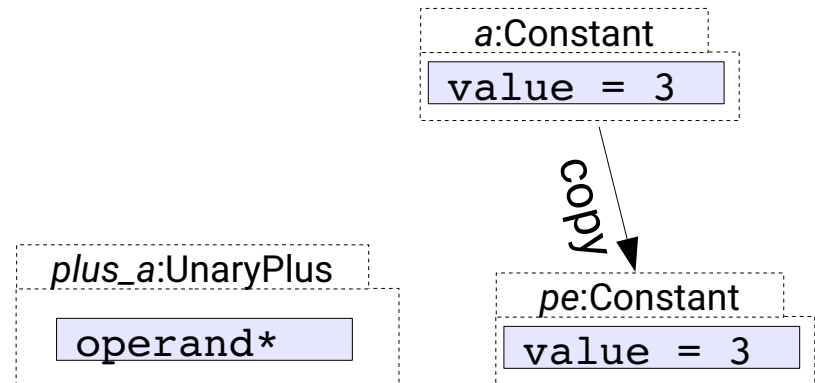 a:Constant
value = 3
copy
plus_a:UnaryPlus
operand*
pe:Constant
value = 3